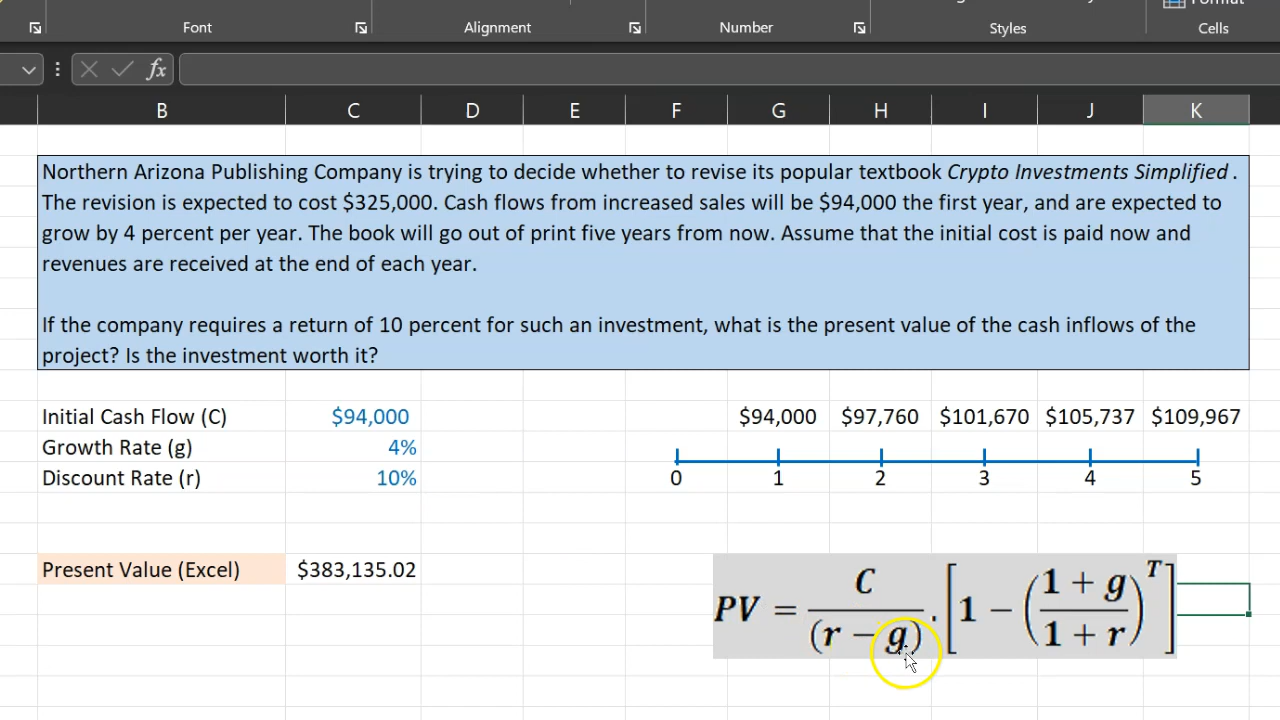 Font Alignment Number Styles Cells
fx
B C D E F G H I J K
Northern Arizona Publishing Company is trying to decide whether to revise its popular textbook Crypto Investments Simplified .
The revision is expected to cost $325,000. Cash flows from increased sales will be $94,000 the first year, and are expected to
grow by 4 percent per year. The book will go out of print five years from now. Assume that the initial cost is paid now and
revenues are received at the end of each year.
If the company requires a return of 10 percent for such an investment, what is the present value of the cash inflows of the
project? Is the investment worth it?
Initial Cash Flow (C) $94,000 $94,000 $97,760 $101,670 $105,737 $109,967
Growth Rate (g) 4%
Discount Rate (r) 10% 0 1 2 3 4 5
Present Value (Excel) $383,135.02
PV = C / (r − g) . [1 − ((1 + g) / (1 + r))^T]